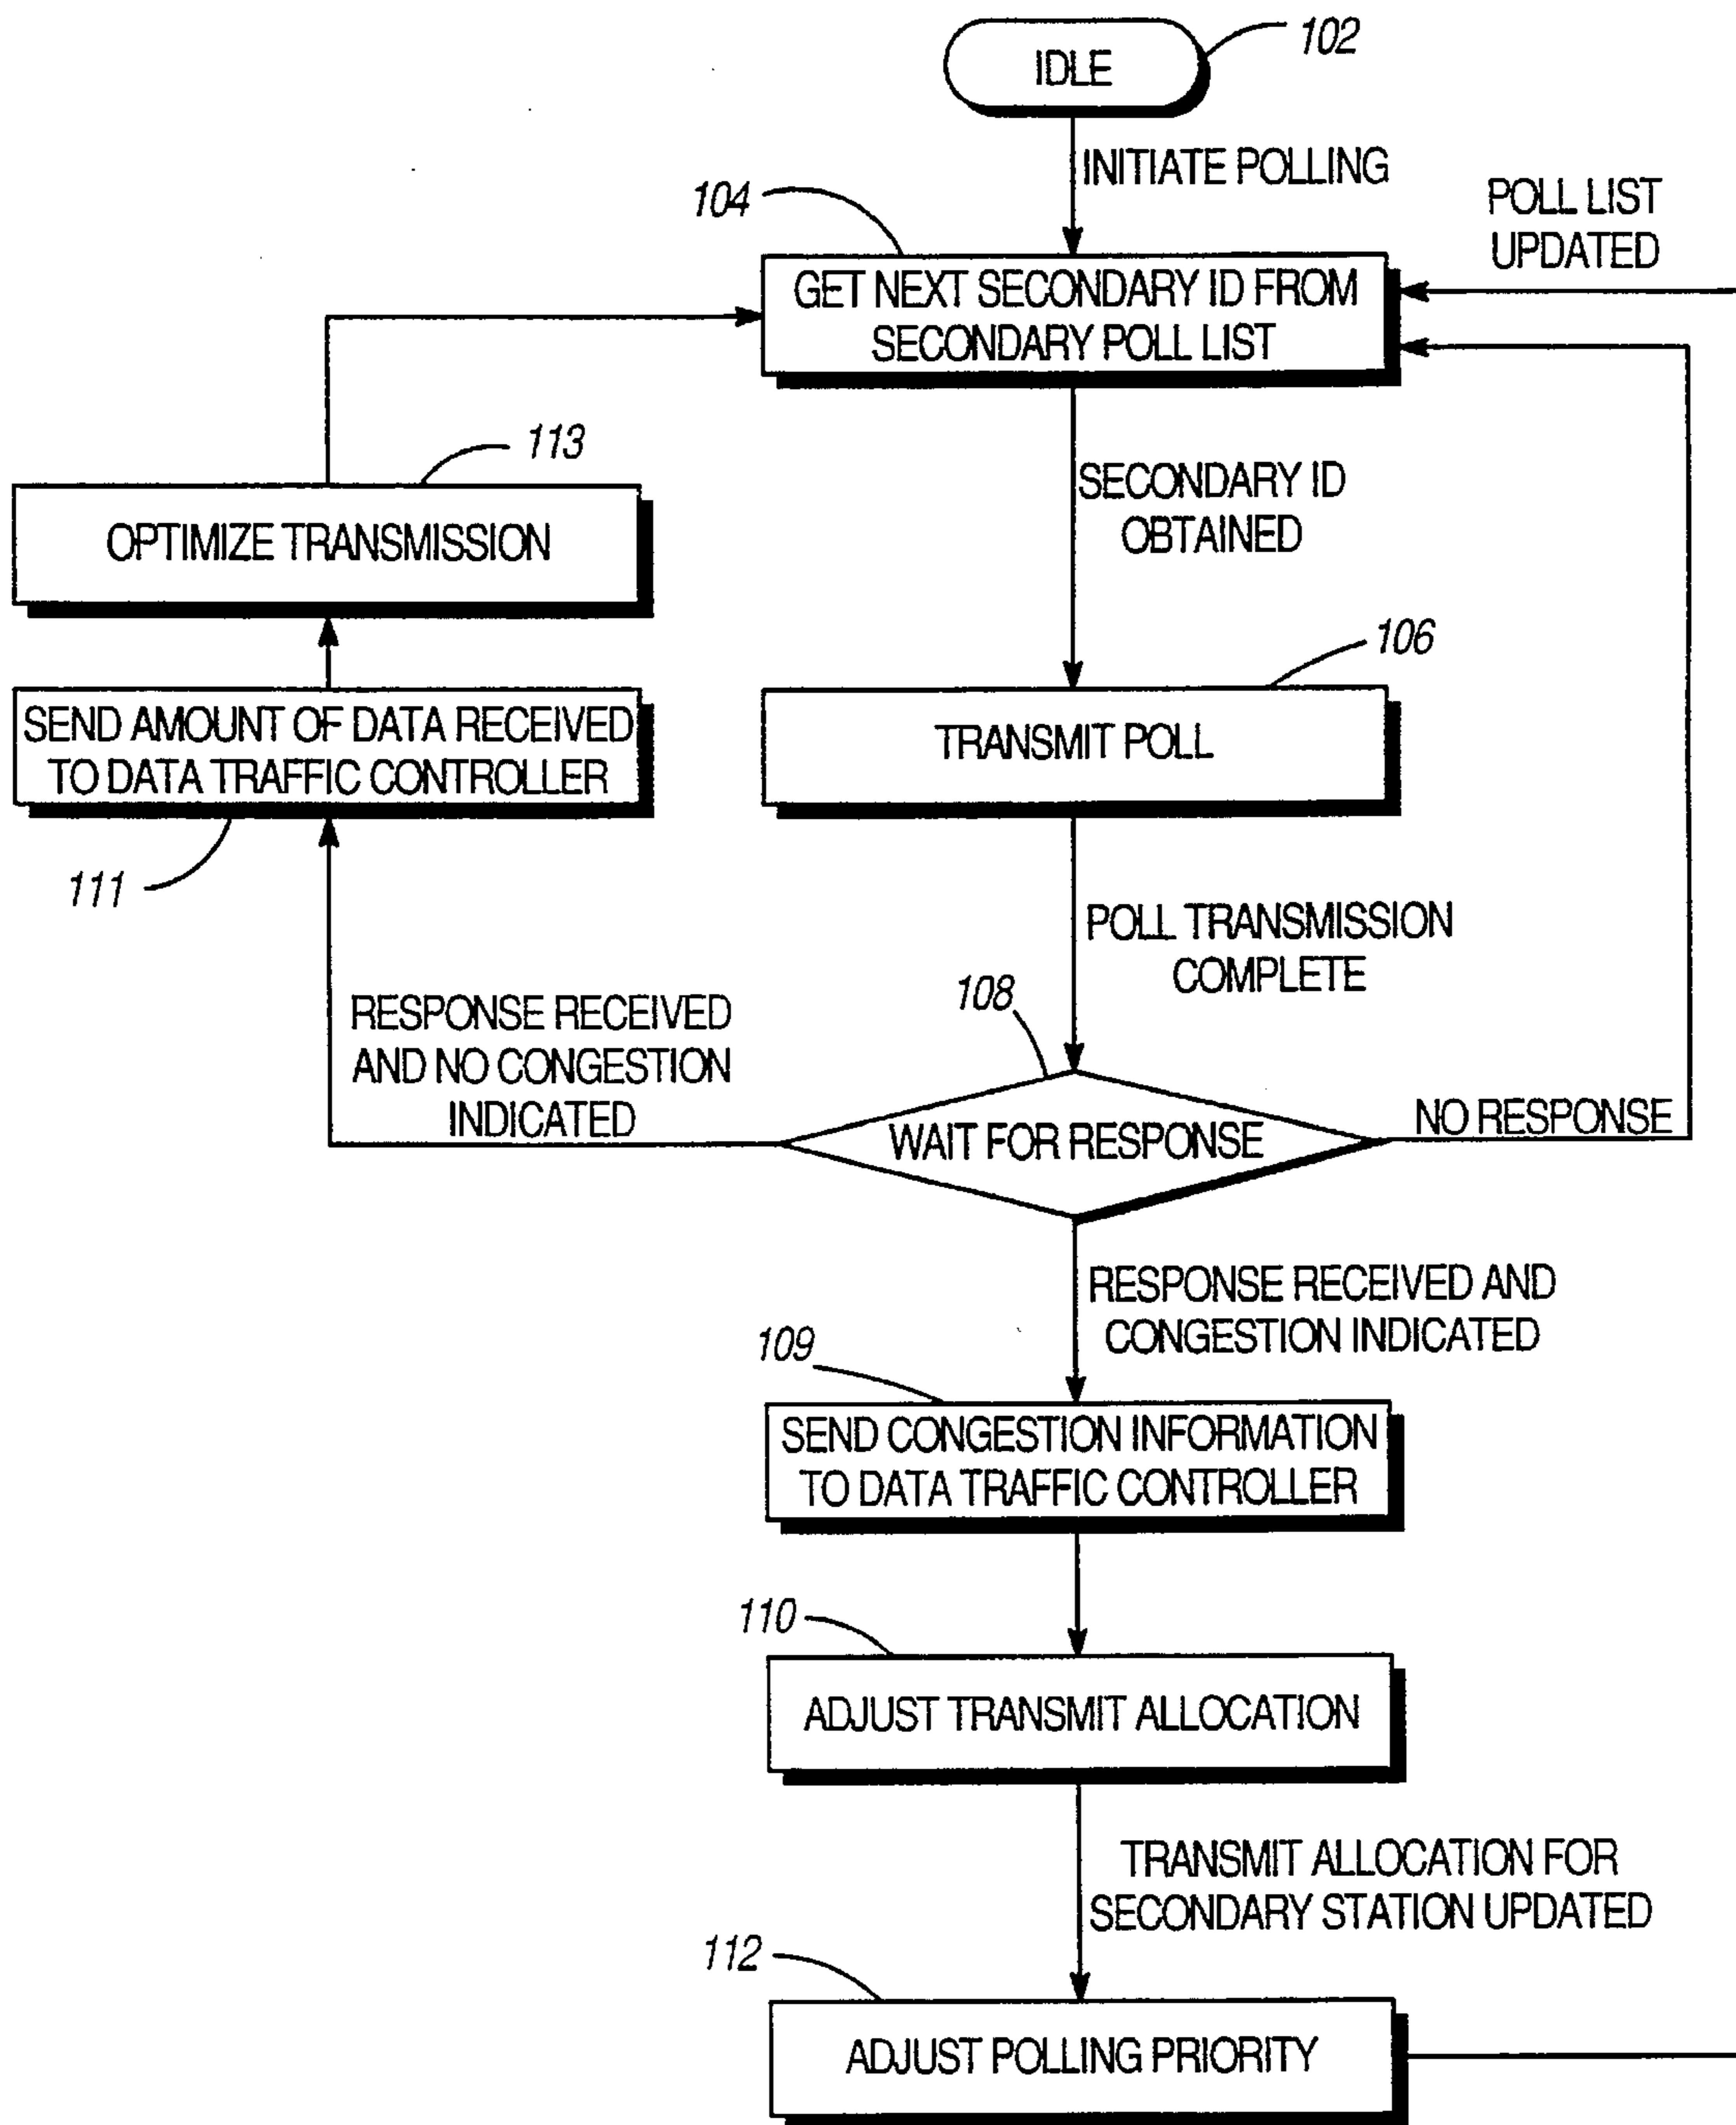 IDLE
102
INITIATE POLLING
104
POLL LIST
UPDATED
GET NEXT SECONDARY ID FROM
SECONDARY POLL LIST
113
SECONDARY ID
OBTAINED
OPTIMIZE TRANSMISSION
106
SEND AMOUNT OF DATA RECEIVED
TO DATA TRAFFIC CONTROLLER
TRANSMIT POLL
111
POLL TRANSMISSION
COMPLETE
108
RESPONSE RECEIVED
AND NO CONGESTION
INDICATED
WAIT FOR RESPONSE
NO RESPONSE
RESPONSE RECEIVED AND
CONGESTION INDICATED
109
SEND CONGESTION INFORMATION
TO DATA TRAFFIC CONTROLLER
110
ADJUST TRANSMIT ALLOCATION
TRANSMIT ALLOCATION FOR
SECONDARY STATION UPDATED
112
ADJUST POLLING PRIORITY